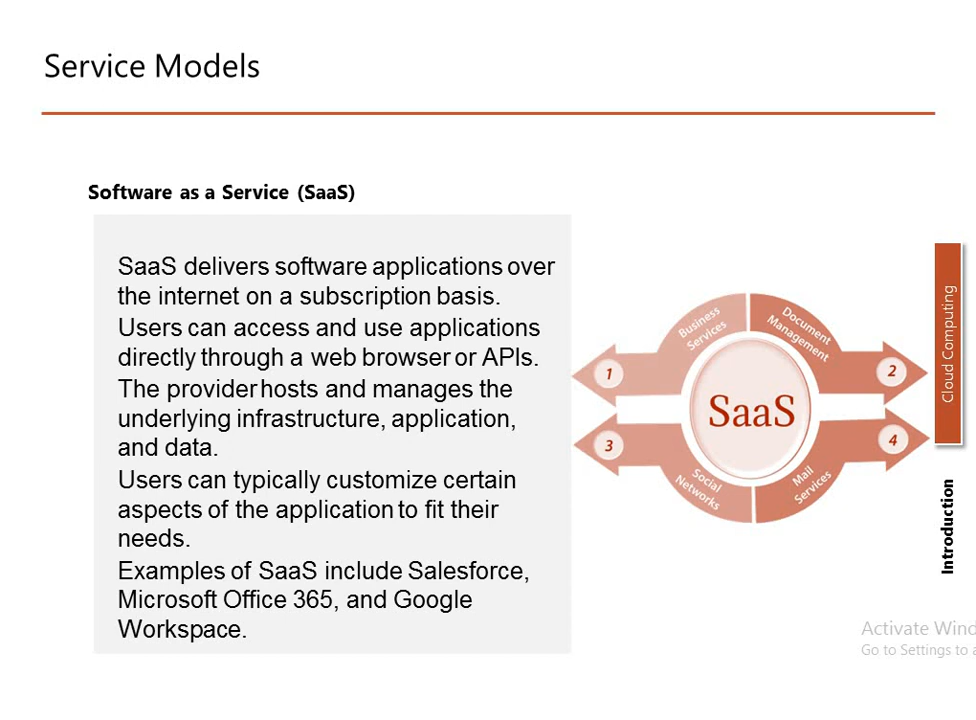 Service Models
Software as a Service (SaaS)
SaaS delivers software applications over
the internet on a subscription basis.
Users can access and use applications
directly through a web browser or APIs.
The provider hosts and manages the
underlying infrastructure, application,
and data.
Users can typically customize certain
aspects of the application to fit their
needs.
Examples of SaaS include Salesforce,
Microsoft Office 365, and Google
Workspace.
Business
Services
Document
Management
1
2
SaaS
3
4
Social
Networks
Mail
Services
Cloud Computing
Introduction
Activate Wind
Go to Settings to a